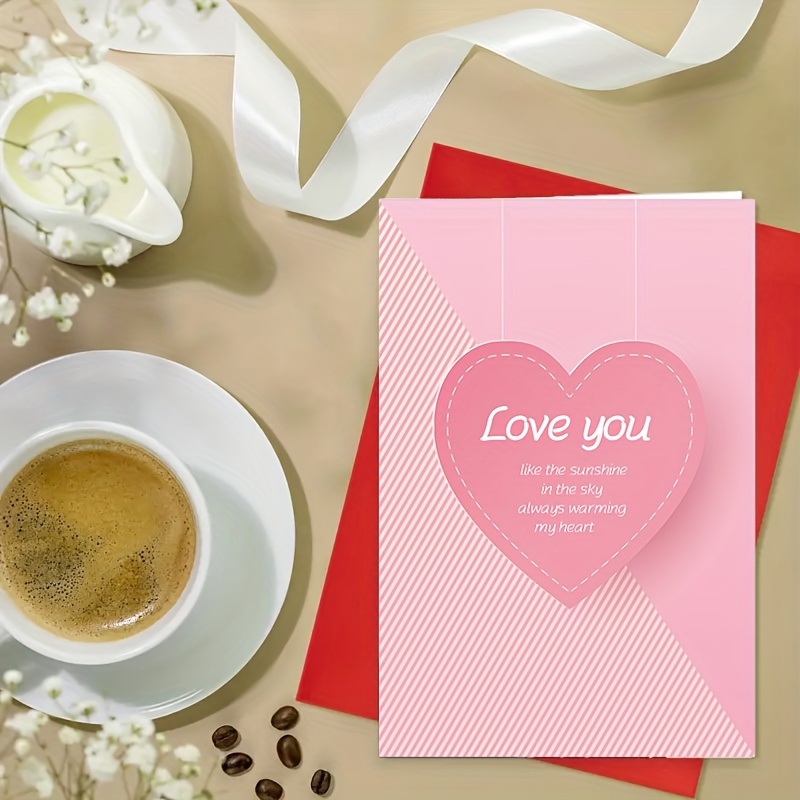 Love you
like the sunshine
in the sky
always warming
my heart